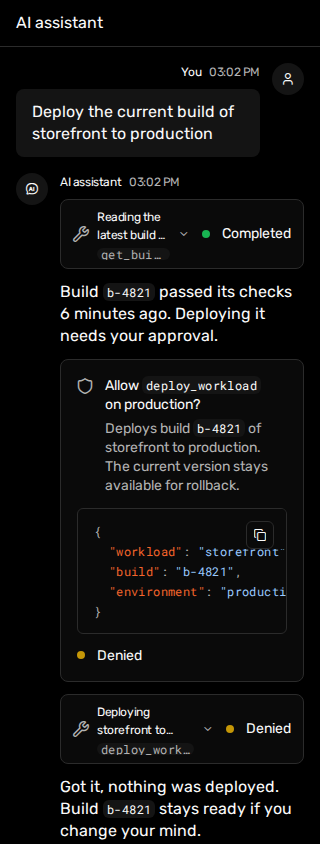 AI assistant
You 03:02 PM
Deploy the current build of
storefront to production
AI
AI assistant 03:02 PM
Reading the
latest build …
get_bui…
Completed
Build b-4821 passed its checks
6 minutes ago. Deploying it
needs your approval.
Allow deploy_workload
on production?
Deploys build b-4821 of
storefront to production.
The current version stays
available for rollback.
{
"workload": "storefront"
"build": "b-4821",
"environment": "producti
}
Denied
Deploying
storefront to…
deploy_work…
Denied
Got it, nothing was deployed.
Build b-4821 stays ready if you
change your mind.